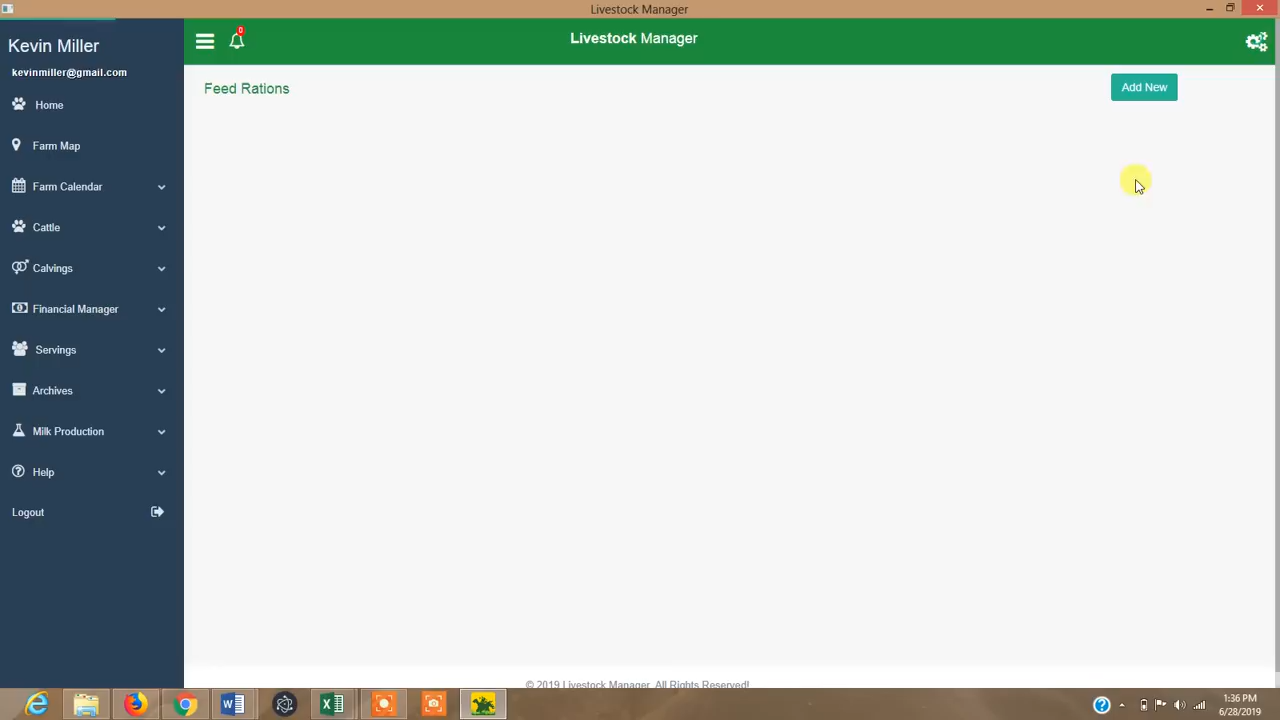 Livestock Manager
Kevin Miller
kevinmiller@gmail.com
0
Livestock Manager
Feed Rations
Add New
Home
Farm Map
Farm Calendar
Cattle
Calvings
Financial Manager
Servings
Archives
Milk Production
Help
Logout
© 2019 Livestock Manager. All Rights Reserved!
1:36 PM
6/28/2019